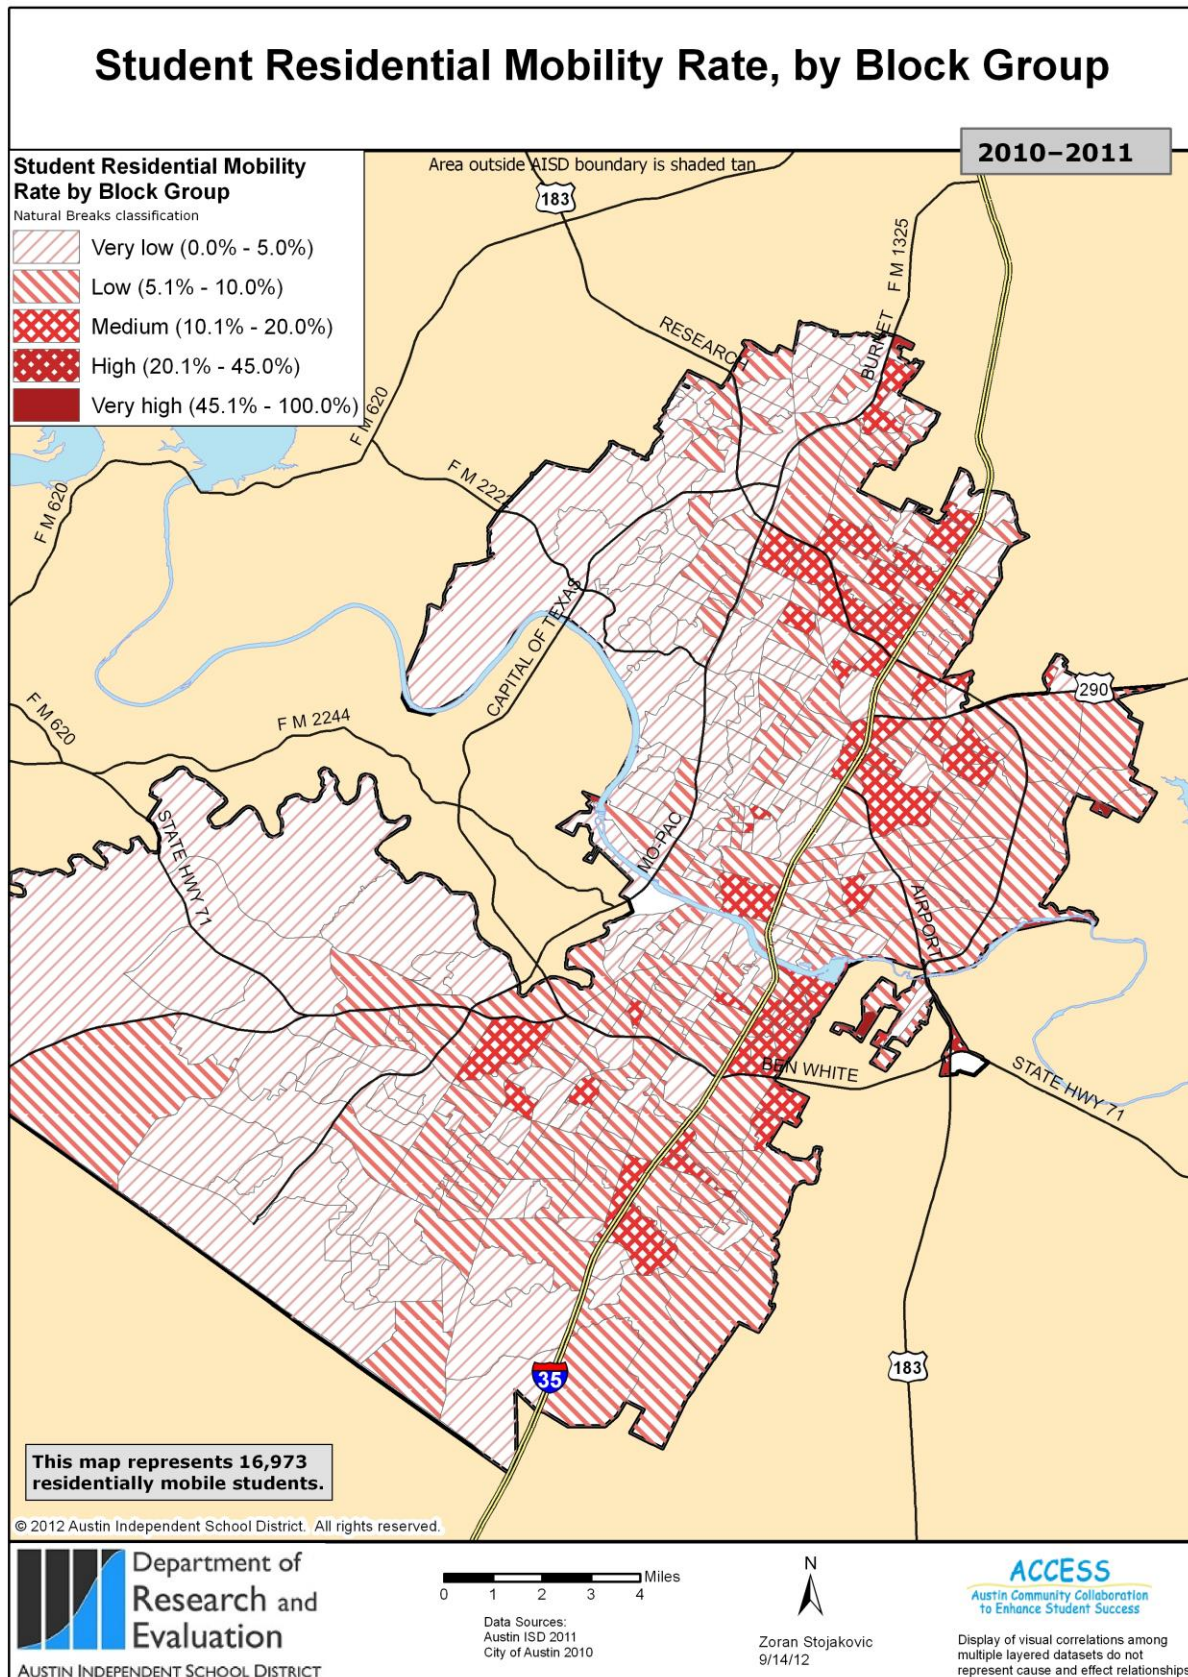 Student Residential Mobility Rate, by Block Group
2010–2011
Student Residential Mobility
Rate by Block Group
Natural Breaks classification
Very low (0.0% - 5.0%)
Low (5.1% - 10.0%)
Medium (10.1% - 20.0%)
High (20.1% - 45.0%)
Very high (45.1% - 100.0%)
Area outside AISD boundary is shaded tan
183
F M 1325
BURNET
RESEARCH
F M 620
F M 2222
F M 620
CAPITAL OF TEXAS
290
F M 620
F M 2244
STATE HWY 71
MO-PAC
AIRPORT
BEN WHITE
STATE HWY 71
35
183
This map represents 16,973
residentially mobile students.
© 2012 Austin Independent School District. All rights reserved.
Department of
Research and
Evaluation
AUSTIN INDEPENDENT SCHOOL DISTRICT
Miles
0 1 2 3 4
Data Sources:
Austin ISD 2011
City of Austin 2010
N
Zoran Stojakovic
9/14/12
ACCESS
Austin Community Collaboration
to Enhance Student Success
Display of visual correlations among
multiple layered datasets do not
represent cause and effect relationships